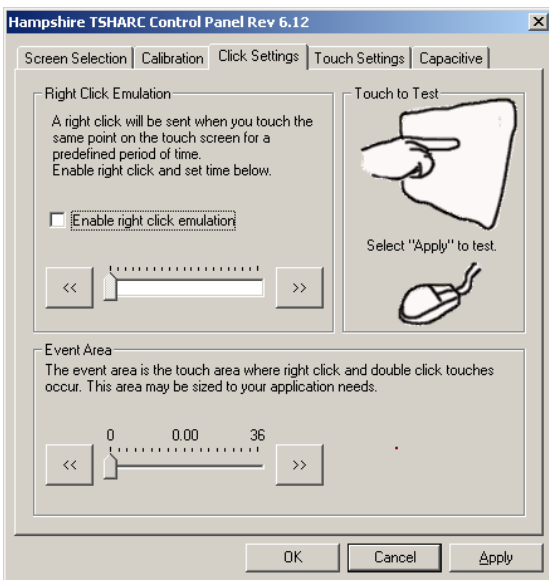 Hampshire TSHARC Control Panel Rev 6.12
Screen Selection Calibration Click Settings Touch Settings Capacitive
Right Click Emulation
A right click will be sent when you touch the
same point on the touch screen for a
predefined period of time.
Enable right click and set time below.
Enable right click emulation
<< >>
Touch to Test
Select "Apply" to test.
Event Area
The event area is the touch area where right click and double click touches
occur. This area may be sized to your application needs.
0 0.00 36
<< >>
OK Cancel Apply